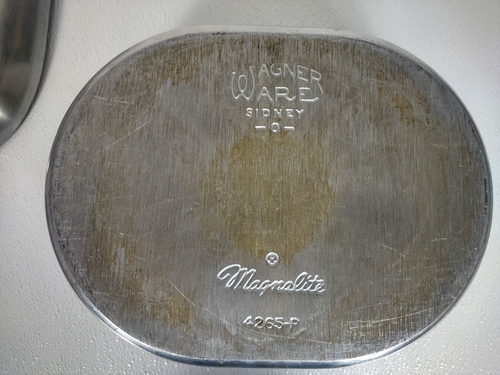 WAGNER
WARE
SIDNEY
-O-
®
Magnalite
4265-P